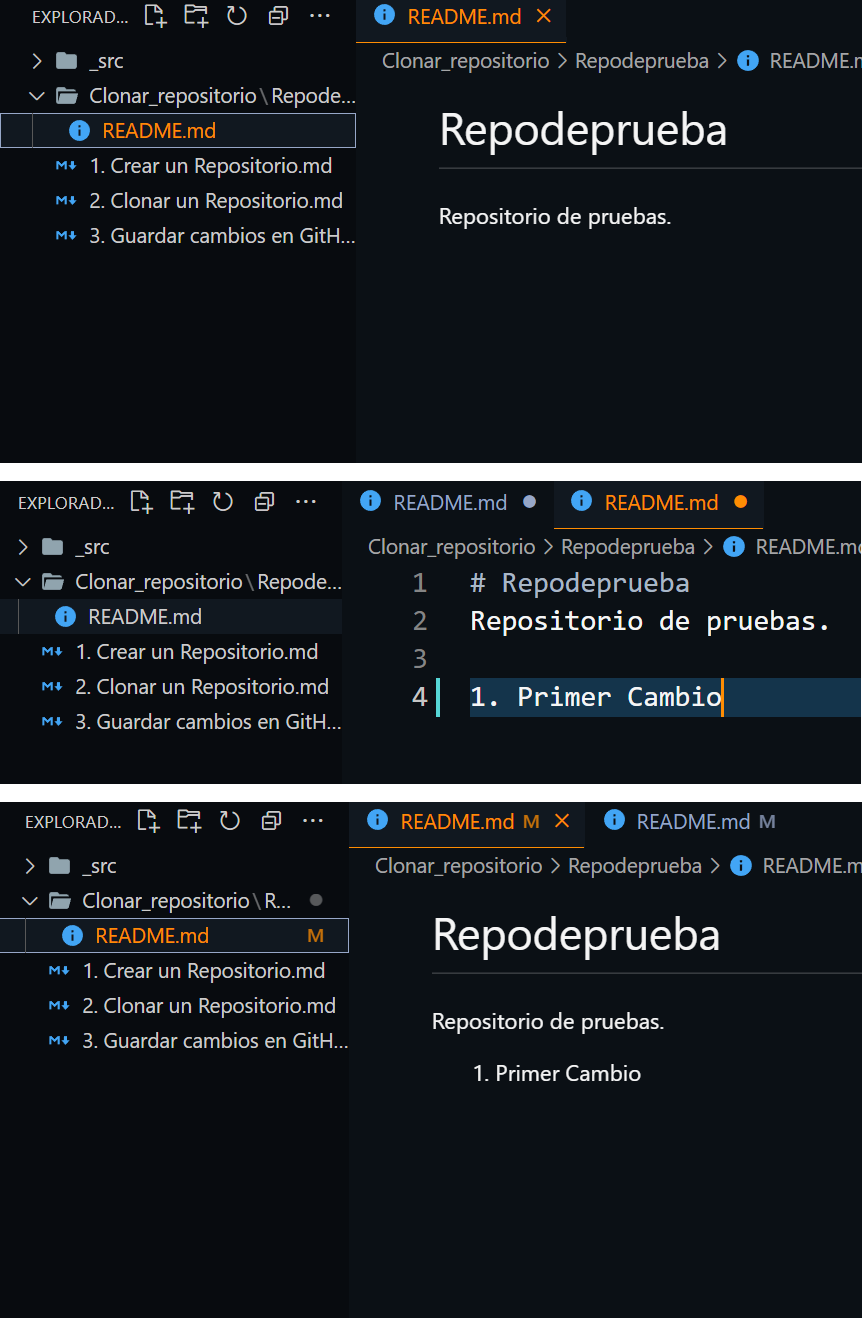 EXPLORAD... README.md
Clonar_repositorio > Repodeprueba > README.m
_src
Clonar_repositorio\Repode...
README.md
1. Crear un Repositorio.md
2. Clonar un Repositorio.md
3. Guardar cambios en GitH...
Repodeprueba
Repositorio de pruebas.
EXPLORAD... README.md README.md
Clonar_repositorio > Repodeprueba > README.md
_src
Clonar_repositorio\Repode...
README.md
1. Crear un Repositorio.md
2. Clonar un Repositorio.md
3. Guardar cambios en GitH...
1 # Repodeprueba
2 Repositorio de pruebas.
3
4 1. Primer Cambio
EXPLORAD... README.md M README.md M
Clonar_repositorio > Repodeprueba > README.m
_src
Clonar_repositorio\R...
README.md M
1. Crear un Repositorio.md
2. Clonar un Repositorio.md
3. Guardar cambios en GitH...
Repodeprueba
Repositorio de pruebas.
1. Primer Cambio